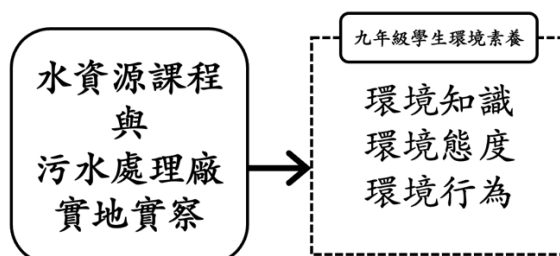 水資源課程
與
污水處理廠
實地實察
九年級學生環境素養
環境知識
環境態度
環境行為